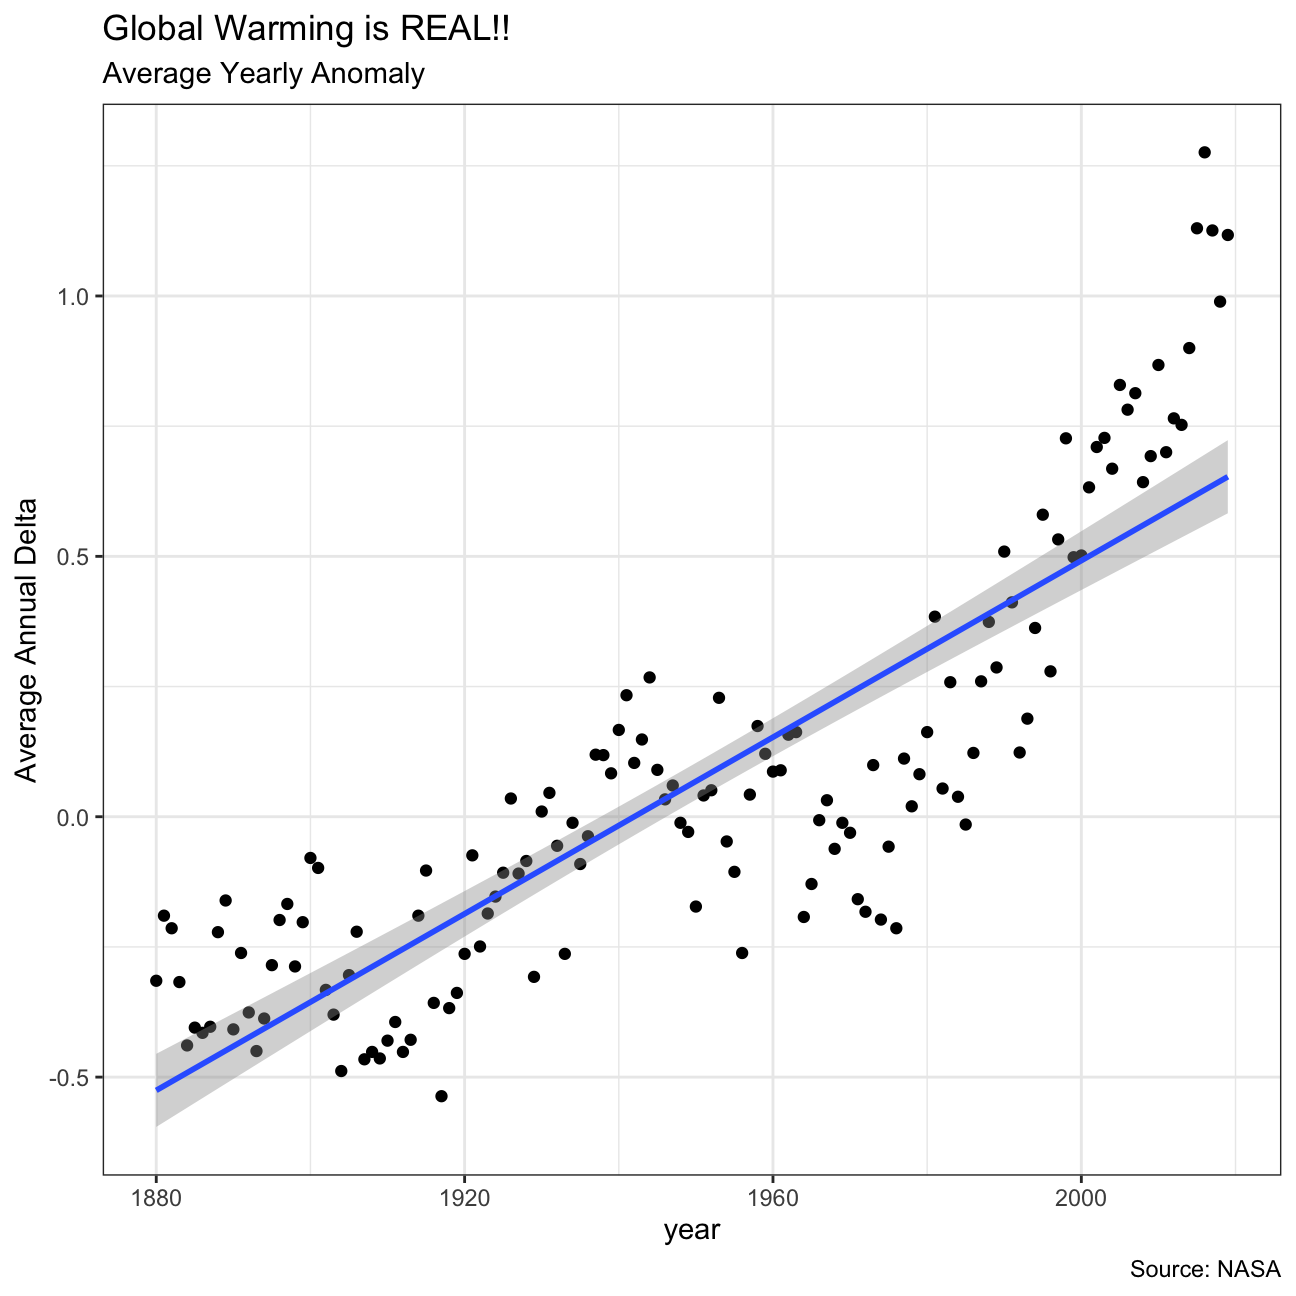 Global Warming is REAL!!
Average Yearly Anomaly
Average Annual Delta
1.0
0.5
0.0
-0.5
1880 1920 1960 2000
year
Source: NASA